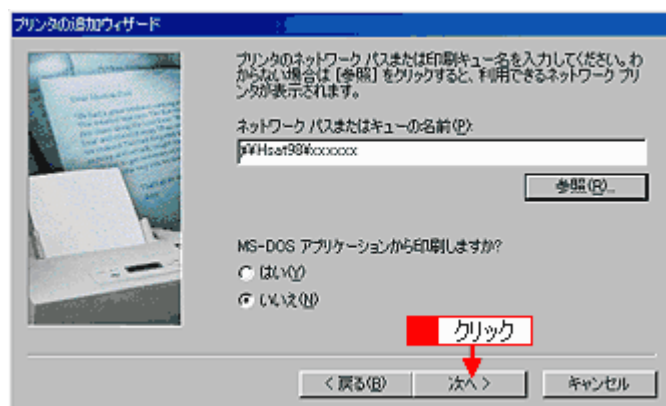 プリンタの追加ウィザード
プリンタのネットワーク パスまたは印刷キュー名を入力してください。わ
からない場合は [参照] をクリックすると、利用できるネットワーク プリ
ンタが表示されます。
ネットワーク パスまたはキューの名前(P):
¥¥Hsat98¥xxxxxx
参照(R)...
MS-DOS アプリケーションから印刷しますか?
はい(Y)
いいえ(N)
クリック
< 戻る(B)
次へ >
キャンセル